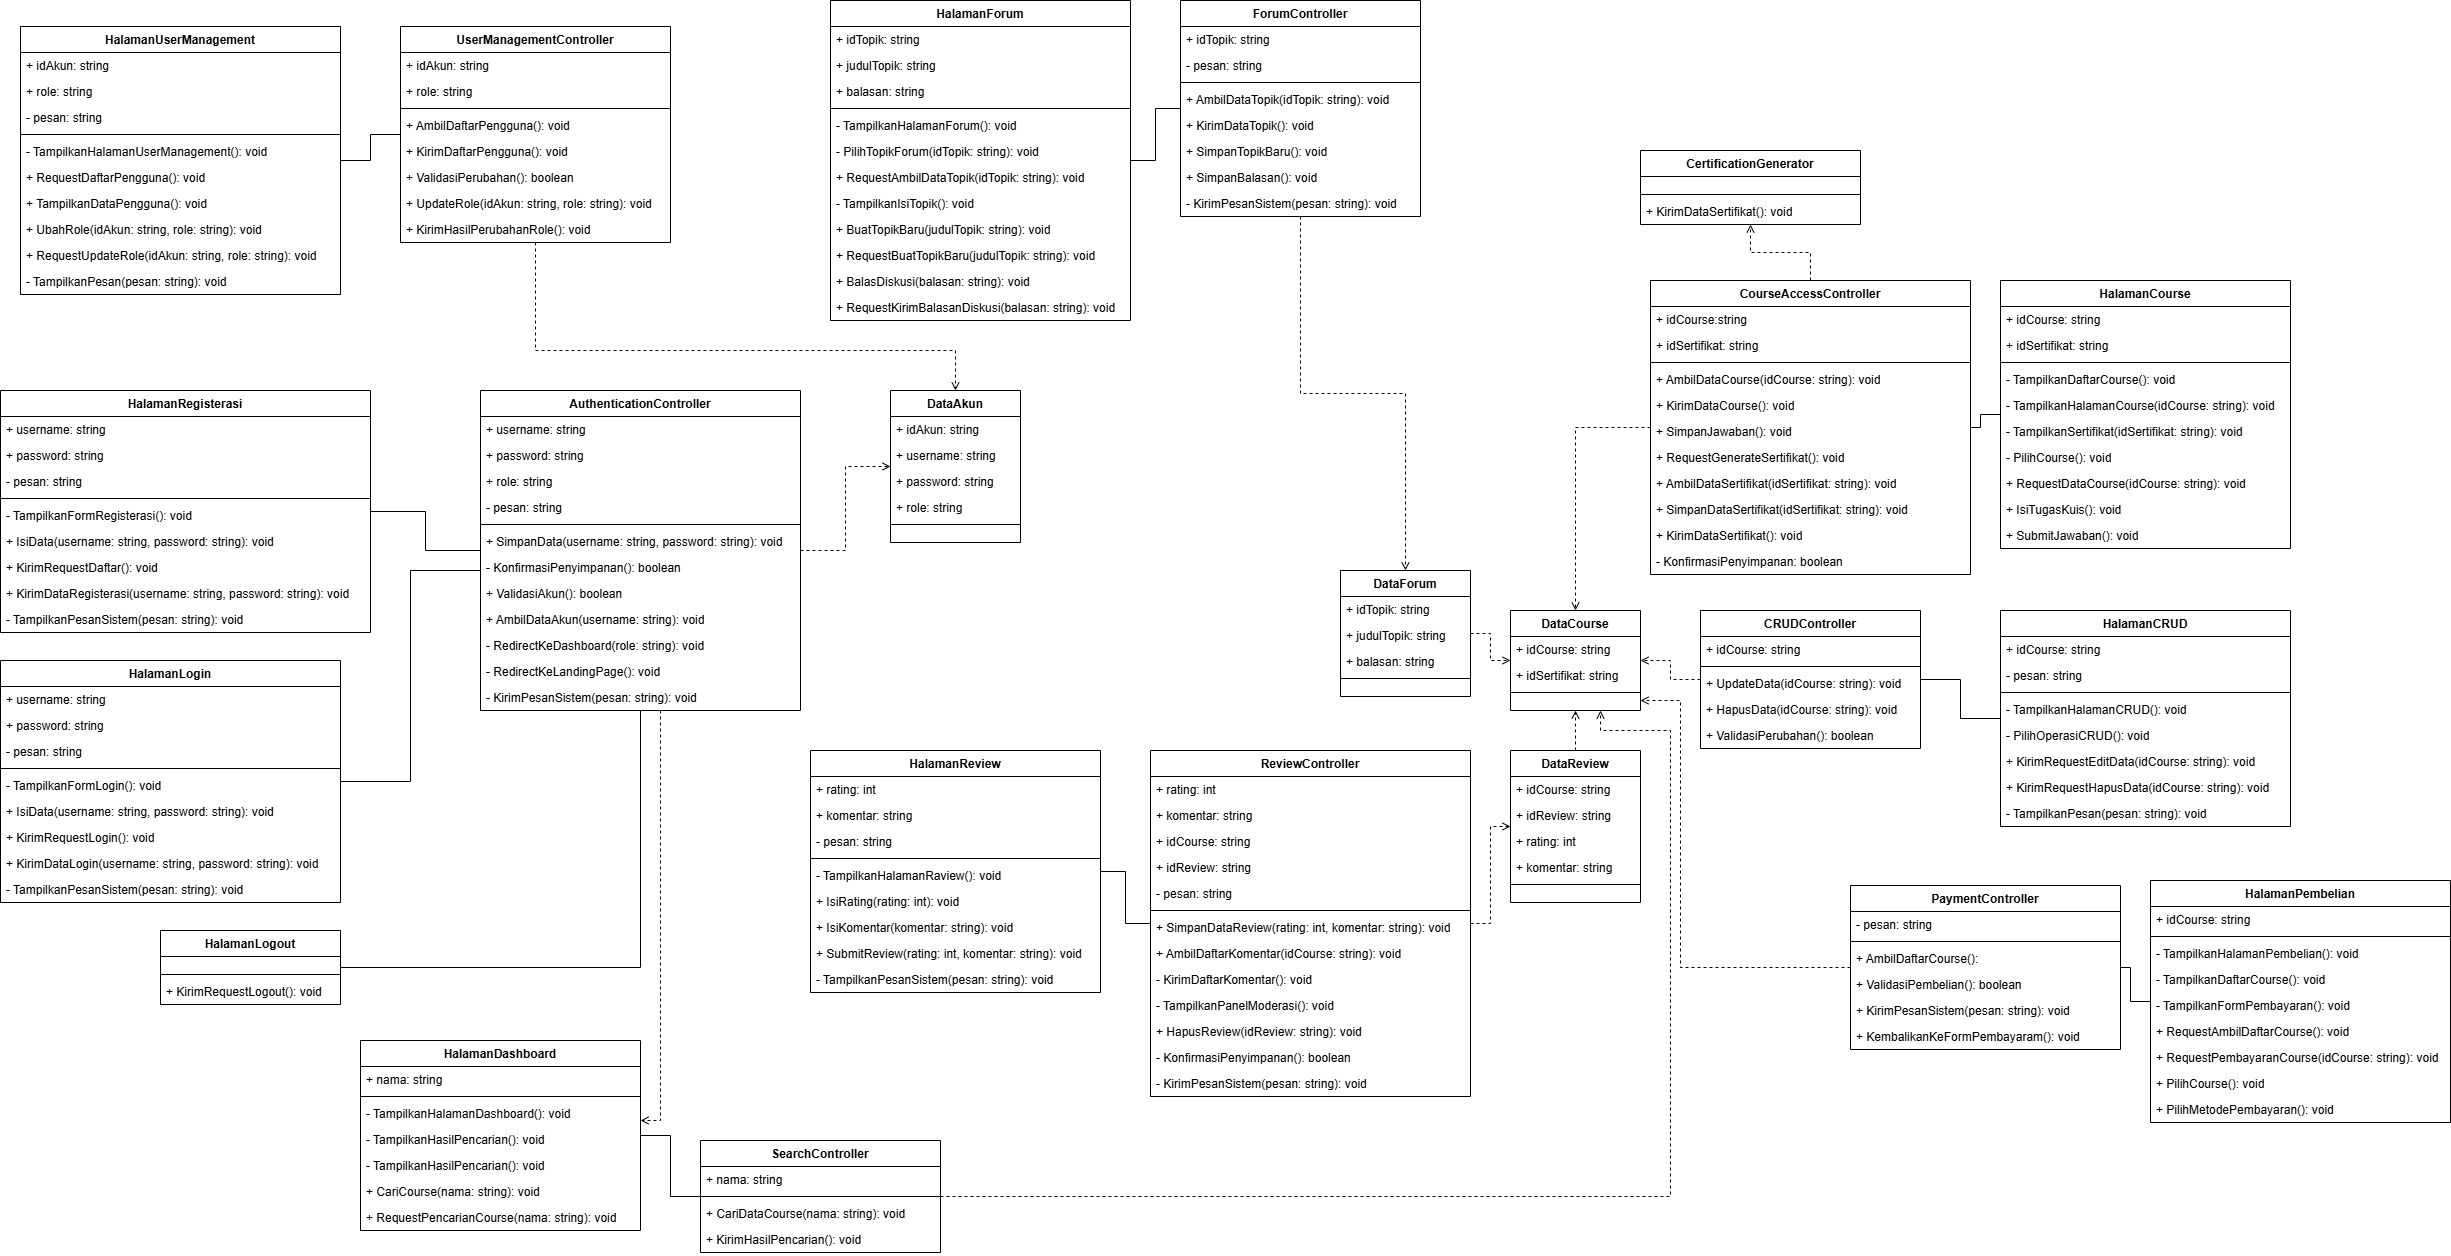 HalamanUserManagement
+ idAkun: string
+ role: string
- pesan: string
- TampilkanHalamanUserManagement(): void
+ RequestDaftarPengguna(): void
+ TampilkanDataPengguna(): void
+ UbahRole(idAkun: string, role: string): void
+ RequestUpdateRole(idAkun: string, role: string): void
- TampilkanPesan(pesan: string): void
UserManagementController
+ idAkun: string
+ role: string
+ AmbilDaftarPengguna(): void
+ KirimDaftarPengguna(): void
+ ValidasiPerubahan(): boolean
+ UpdateRole(idAkun: string, role: string): void
+ KirimHasilPerubahanRole(): void
HalamanForum
+ idTopik: string
+ judulTopik: string
+ balasan: string
- TampilkanHalamanForum(): void
- PilihTopikForum(idTopik: string): void
+ RequestAmbilDataTopik(idTopik: string): void
- TampilkanIsiTopik(): void
+ BuatTopikBaru(judulTopik: string): void
+ RequestBuatTopikBaru(judulTopik: string): void
+ BalasDiskusi(balasan: string): void
+ RequestKirimBalasanDiskusi(balasan: string): void
ForumController
+ idTopik: string
- pesan: string
+ AmbilDataTopik(idTopik: string): void
+ KirimDataTopik(): void
+ SimpanTopikBaru(): void
+ SimpanBalasan(): void
- KirimPesanSistem(pesan: string): void
CertificationGenerator
+ KirimDataSertifikat(): void
CourseAccessController
+ idCourse:string
+ idSertifikat: string
+ AmbilDataCourse(idCourse: string): void
+ KirimDataCourse(): void
+ SimpanJawaban(): void
+ RequestGenerateSertifikat(): void
+ AmbilDataSertifikat(idSertifikat: string): void
+ SimpanDataSertifikat(idSertifikat: string): void
+ KirimDataSertifikat(): void
- KonfirmasiPenyimpanan: boolean
HalamanCourse
+ idCourse: string
+ idSertifikat: string
- TampilkanDaftarCourse(): void
- TampilkanHalamanCourse(idCourse: string): void
- TampilkanSertifikat(idSertifikat: string): void
- PilihCourse(): void
+ RequestDataCourse(idCourse: string): void
+ IsiTugasKuis(): void
+ SubmitJawaban(): void
HalamanRegisterasi
+ username: string
+ password: string
- pesan: string
- TampilkanFormRegisterasi(): void
+ IsiData(username: string, password: string): void
+ KirimRequestDaftar(): void
+ KirimDataRegisterasi(username: string, password: string): void
- TampilkanPesanSistem(pesan: string): void
AuthenticationController
+ username: string
+ password: string
+ role: string
- pesan: string
+ SimpanData(username: string, password: string): void
- KonfirmasiPenyimpanan(): boolean
+ ValidasiAkun(): boolean
+ AmbilDataAkun(username: string): void
- RedirectKeDashboard(role: string): void
- RedirectKeLandingPage(): void
- KirimPesanSistem(pesan: string): void
DataAkun
+ idAkun: string
+ username: string
+ password: string
+ role: string
DataForum
+ idTopik: string
+ judulTopik: string
+ balasan: string
DataCourse
+ idCourse: string
+ idSertifikat: string
CRUDController
+ idCourse: string
+ UpdateData(idCourse: string): void
+ HapusData(idCourse: string): void
+ ValidasiPerubahan(): boolean
HalamanCRUD
+ idCourse: string
- pesan: string
- TampilkanHalamanCRUD(): void
- PilihOperasiCRUD(): void
+ KirimRequestEditData(idCourse: string): void
+ KirimRequestHapusData(idCourse: string): void
- TampilkanPesan(pesan: string): void
HalamanLogin
+ username: string
+ password: string
- pesan: string
- TampilkanFormLogin(): void
+ IsiData(username: string, password: string): void
+ KirimRequestLogin(): void
+ KirimDataLogin(username: string, password: string): void
- TampilkanPesanSistem(pesan: string): void
HalamanReview
+ rating: int
+ komentar: string
- pesan: string
- TampilkanHalamanRaview(): void
+ IsiRating(rating: int): void
+ IsiKomentar(komentar: string): void
+ SubmitReview(rating: int, komentar: string): void
- TampilkanPesanSistem(pesan: string): void
ReviewController
+ rating: int
+ komentar: string
+ idCourse: string
+ idReview: string
- pesan: string
+ SimpanDataReview(rating: int, komentar: string): void
+ AmbilDaftarKomentar(idCourse: string): void
- KirimDaftarKomentar(): void
- TampilkanPanelModerasi(): void
+ HapusReview(idReview: string): void
- KonfirmasiPenyimpanan(): boolean
- KirimPesanSistem(pesan: string): void
DataReview
+ idCourse: string
+ idReview: string
+ rating: int
+ komentar: string
PaymentController
- pesan: string
+ AmbilDaftarCourse():
+ ValidasiPembelian(): boolean
+ KirimPesanSistem(pesan: string): void
+ KembalikanKeFormPembayaram(): void
HalamanPembelian
+ idCourse: string
- TampilkanHalamanPembelian(): void
- TampilkanDaftarCourse(): void
- TampilkanFormPembayaran(): void
+ RequestAmbilDaftarCourse(): void
+ RequestPembayaranCourse(idCourse: string): void
+ PilihCourse(): void
+ PilihMetodePembayaran(): void
HalamanLogout
+ KirimRequestLogout(): void
HalamanDashboard
+ nama: string
- TampilkanHalamanDashboard(): void
- TampilkanHasilPencarian(): void
- TampilkanHasilPencarian(): void
+ CariCourse(nama: string): void
+ RequestPencarianCourse(nama: string): void
SearchController
+ nama: string
+ CariDataCourse(nama: string): void
+ KirimHasilPencarian(): void